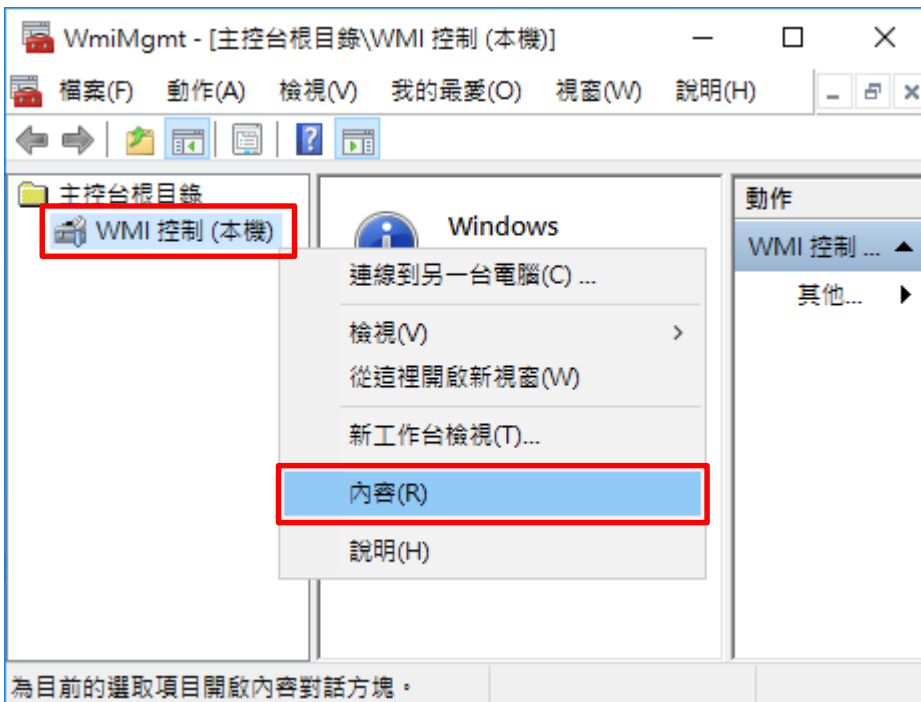 WmiMgmt - [主控台根目錄\WMI 控制 (本機)]
檔案(F) 動作(A) 檢視(V) 我的最愛(O) 視窗(W) 說明(H)
主控台根目錄
WMI 控制 (本機)
Windows
連線到另一台電腦(C) ...
檢視(V)
從這裡開啟新視窗(W)
新工作台檢視(T)...
內容(R)
說明(H)
動作
WMI 控制 ...
其他...
為目前的選取項目開啟內容對話方塊。